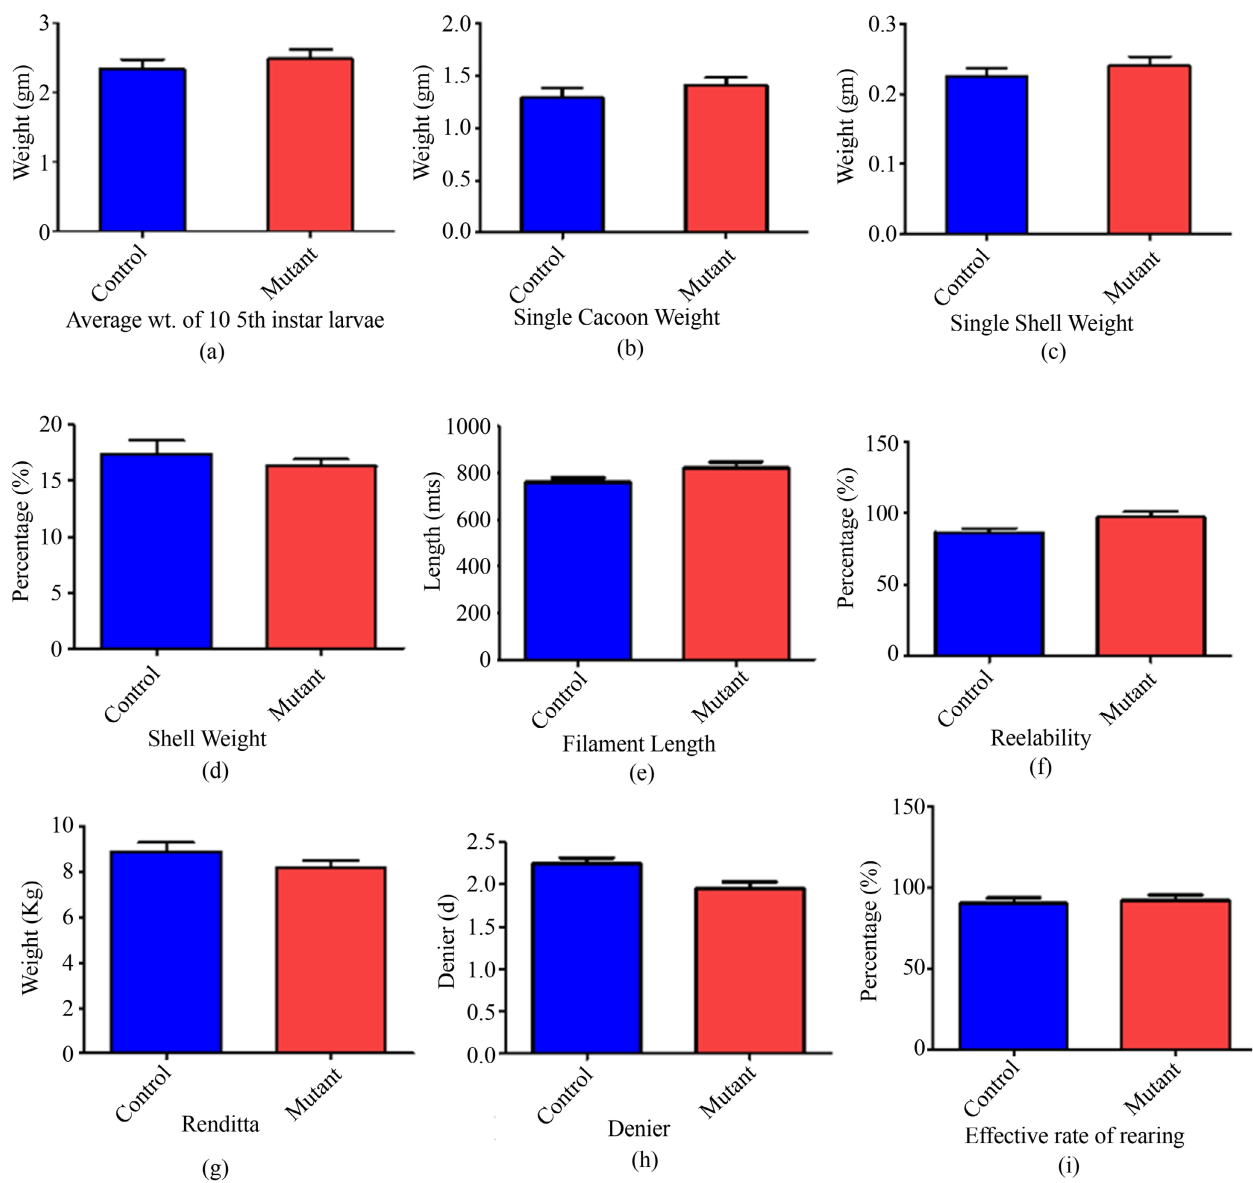 3
2
1
0
Weight (gm)
Control
Mutant
Average wt. of 10 5th instar larvae
(a)
2.0
1.5
1.0
0.5
0.0
Weight (gm)
Control
Mutant
Single Cacoon Weight
(b)
0.3
0.2
0.1
0.0
Weight (gm)
Control
Mutant
Single Shell Weight
(c)
20
15
10
5
0
Percentage (%)
Control
Mutant
Shell Weight
(d)
1000
800
600
400
200
0
Length (mts)
Control
Mutant
Filament Length
(e)
150
100
50
0
Percentage (%)
Control
Mutant
Reelability
(f)
10
8
6
4
2
0
Weight (Kg)
Control
Mutant
Renditta
(g)
2.5
2.0
1.5
1.0
0.5
0.0
Denier (d)
Control
Mutant
Denier
(h)
150
100
50
0
Percentage (%)
Control
Mutant
Effective rate of rearing
(i)